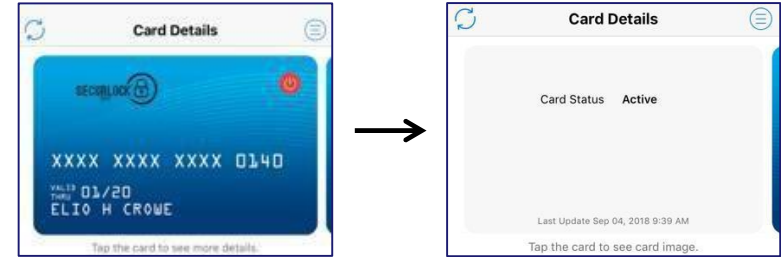 Card Details
SECURLOCK
XXXX XXXX XXXX 0140
VALID THRU 01/20
ELIO H CROWE
Tap the card to see more details.
Card Details
Card Status Active
Last Update Sep 04, 2018 9:39 AM
Tap the card to see card image.